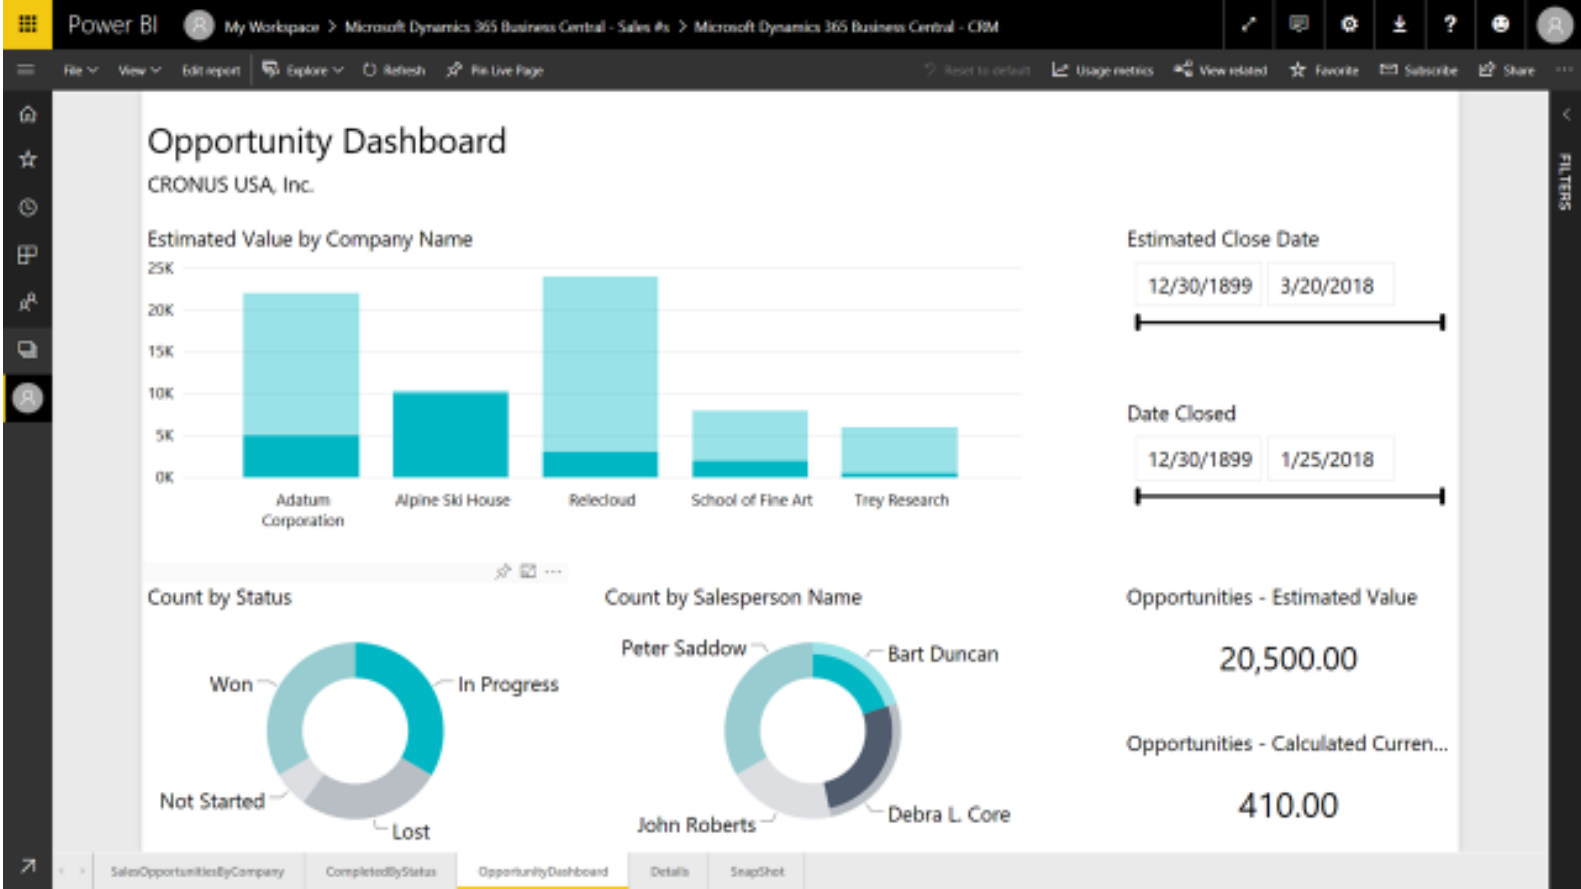 Power BI My Workspace > Microsoft Dynamics 365 Business Central - Sales #s > Microsoft Dynamics 365 Business Central - CRM ?
File View Edit report Explore Refresh Pin Live Page Reset to default Usage metrics View related Favorite Subscribe Share ...
Opportunity Dashboard
CRONUS USA, Inc.
FILTERS
Estimated Value by Company Name
25K
20K
15K
10K
5K
0K
Adatum
Corporation
Alpine Ski House
Relecloud
School of Fine Art
Trey Research
Estimated Close Date
12/30/1899 3/20/2018
Date Closed
12/30/1899 1/25/2018
Count by Status
Won
In Progress
Not Started
Lost
Count by Salesperson Name
Peter Saddow
Bart Duncan
John Roberts
Debra L. Core
Opportunities - Estimated Value
20,500.00
Opportunities - Calculated Curren...
410.00
SalesOpportunitiesByCompany CompletedByStatus OpportunityDashboard Details SnapShot